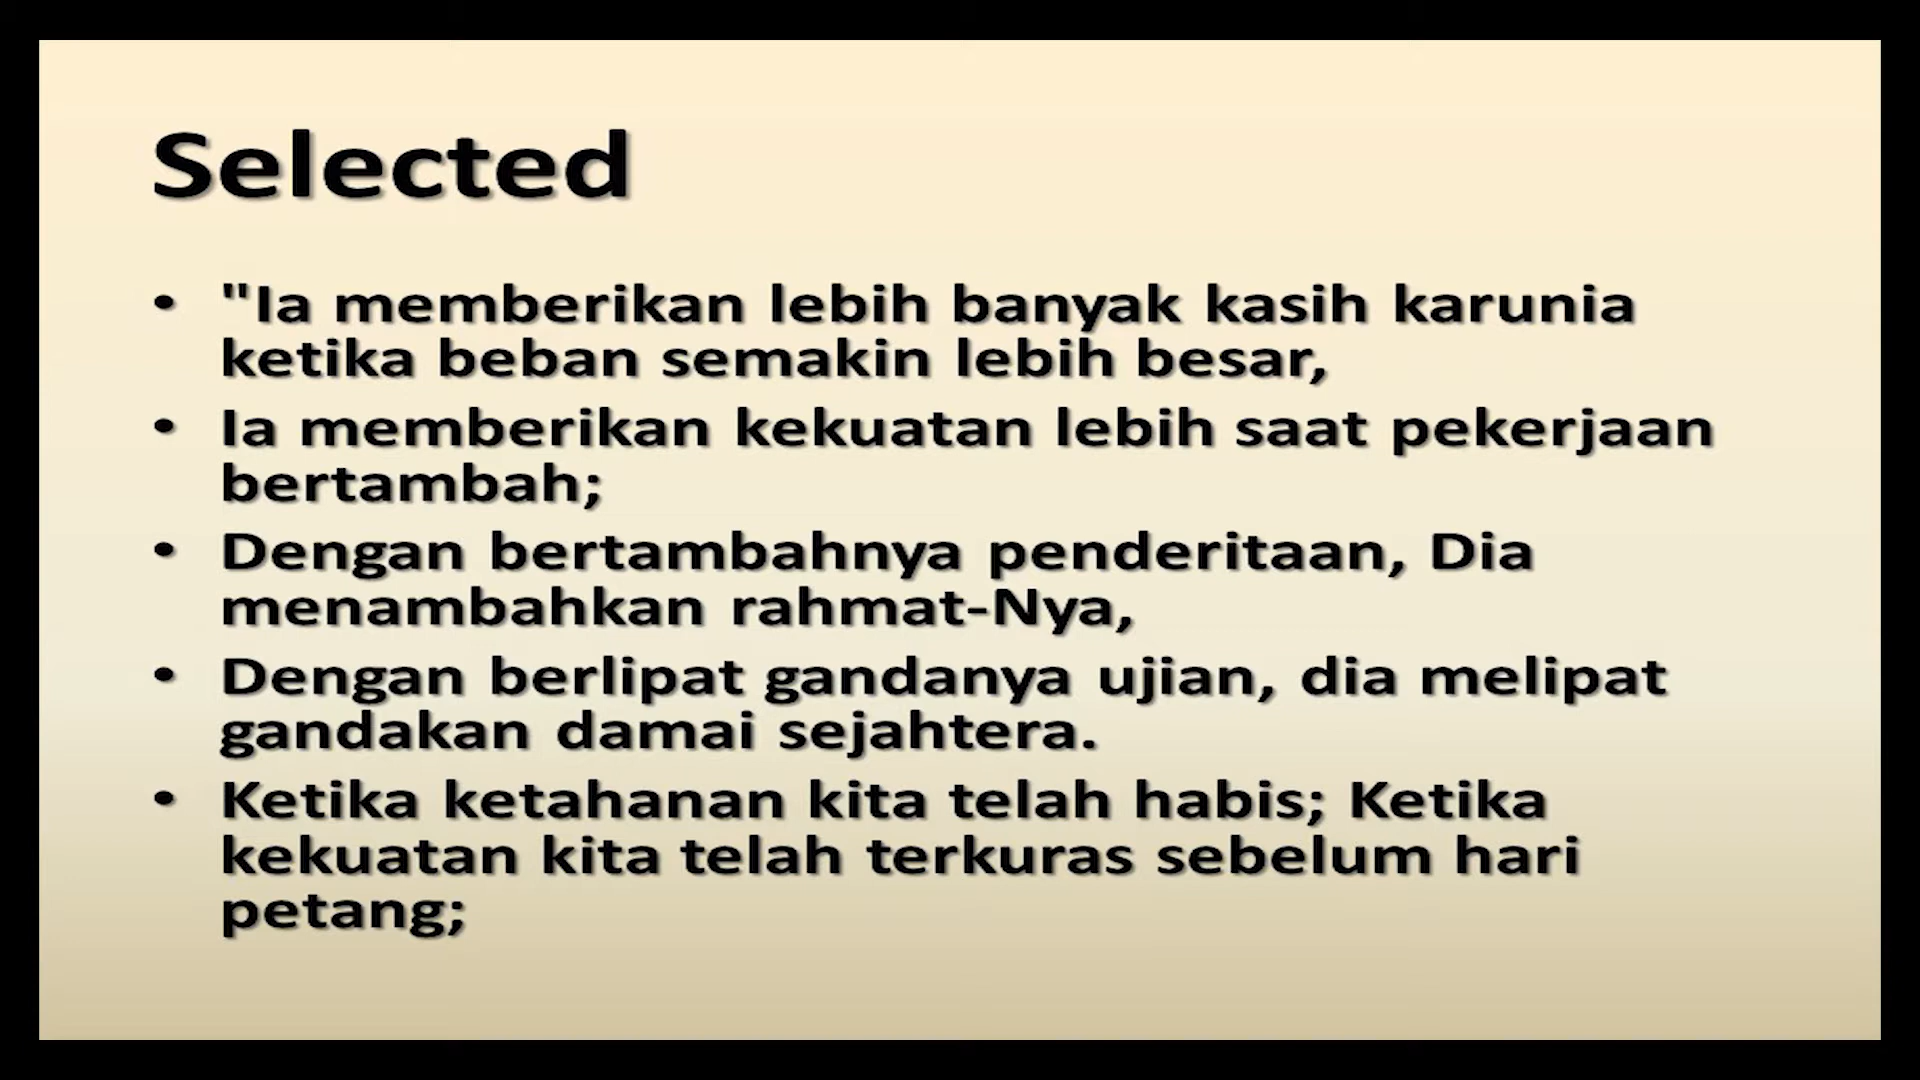 Selected
• "Ia memberikan lebih banyak kasih karunia
ketika beban semakin lebih besar,
• Ia memberikan kekuatan lebih saat pekerjaan
bertambah;
• Dengan bertambahnya penderitaan, Dia
menambahkan rahmat-Nya,
• Dengan berlipat gandanya ujian, dia melipat
gandakan damai sejahtera.
• Ketika ketahanan kita telah habis; Ketika
kekuatan kita telah terkuras sebelum hari
petang;